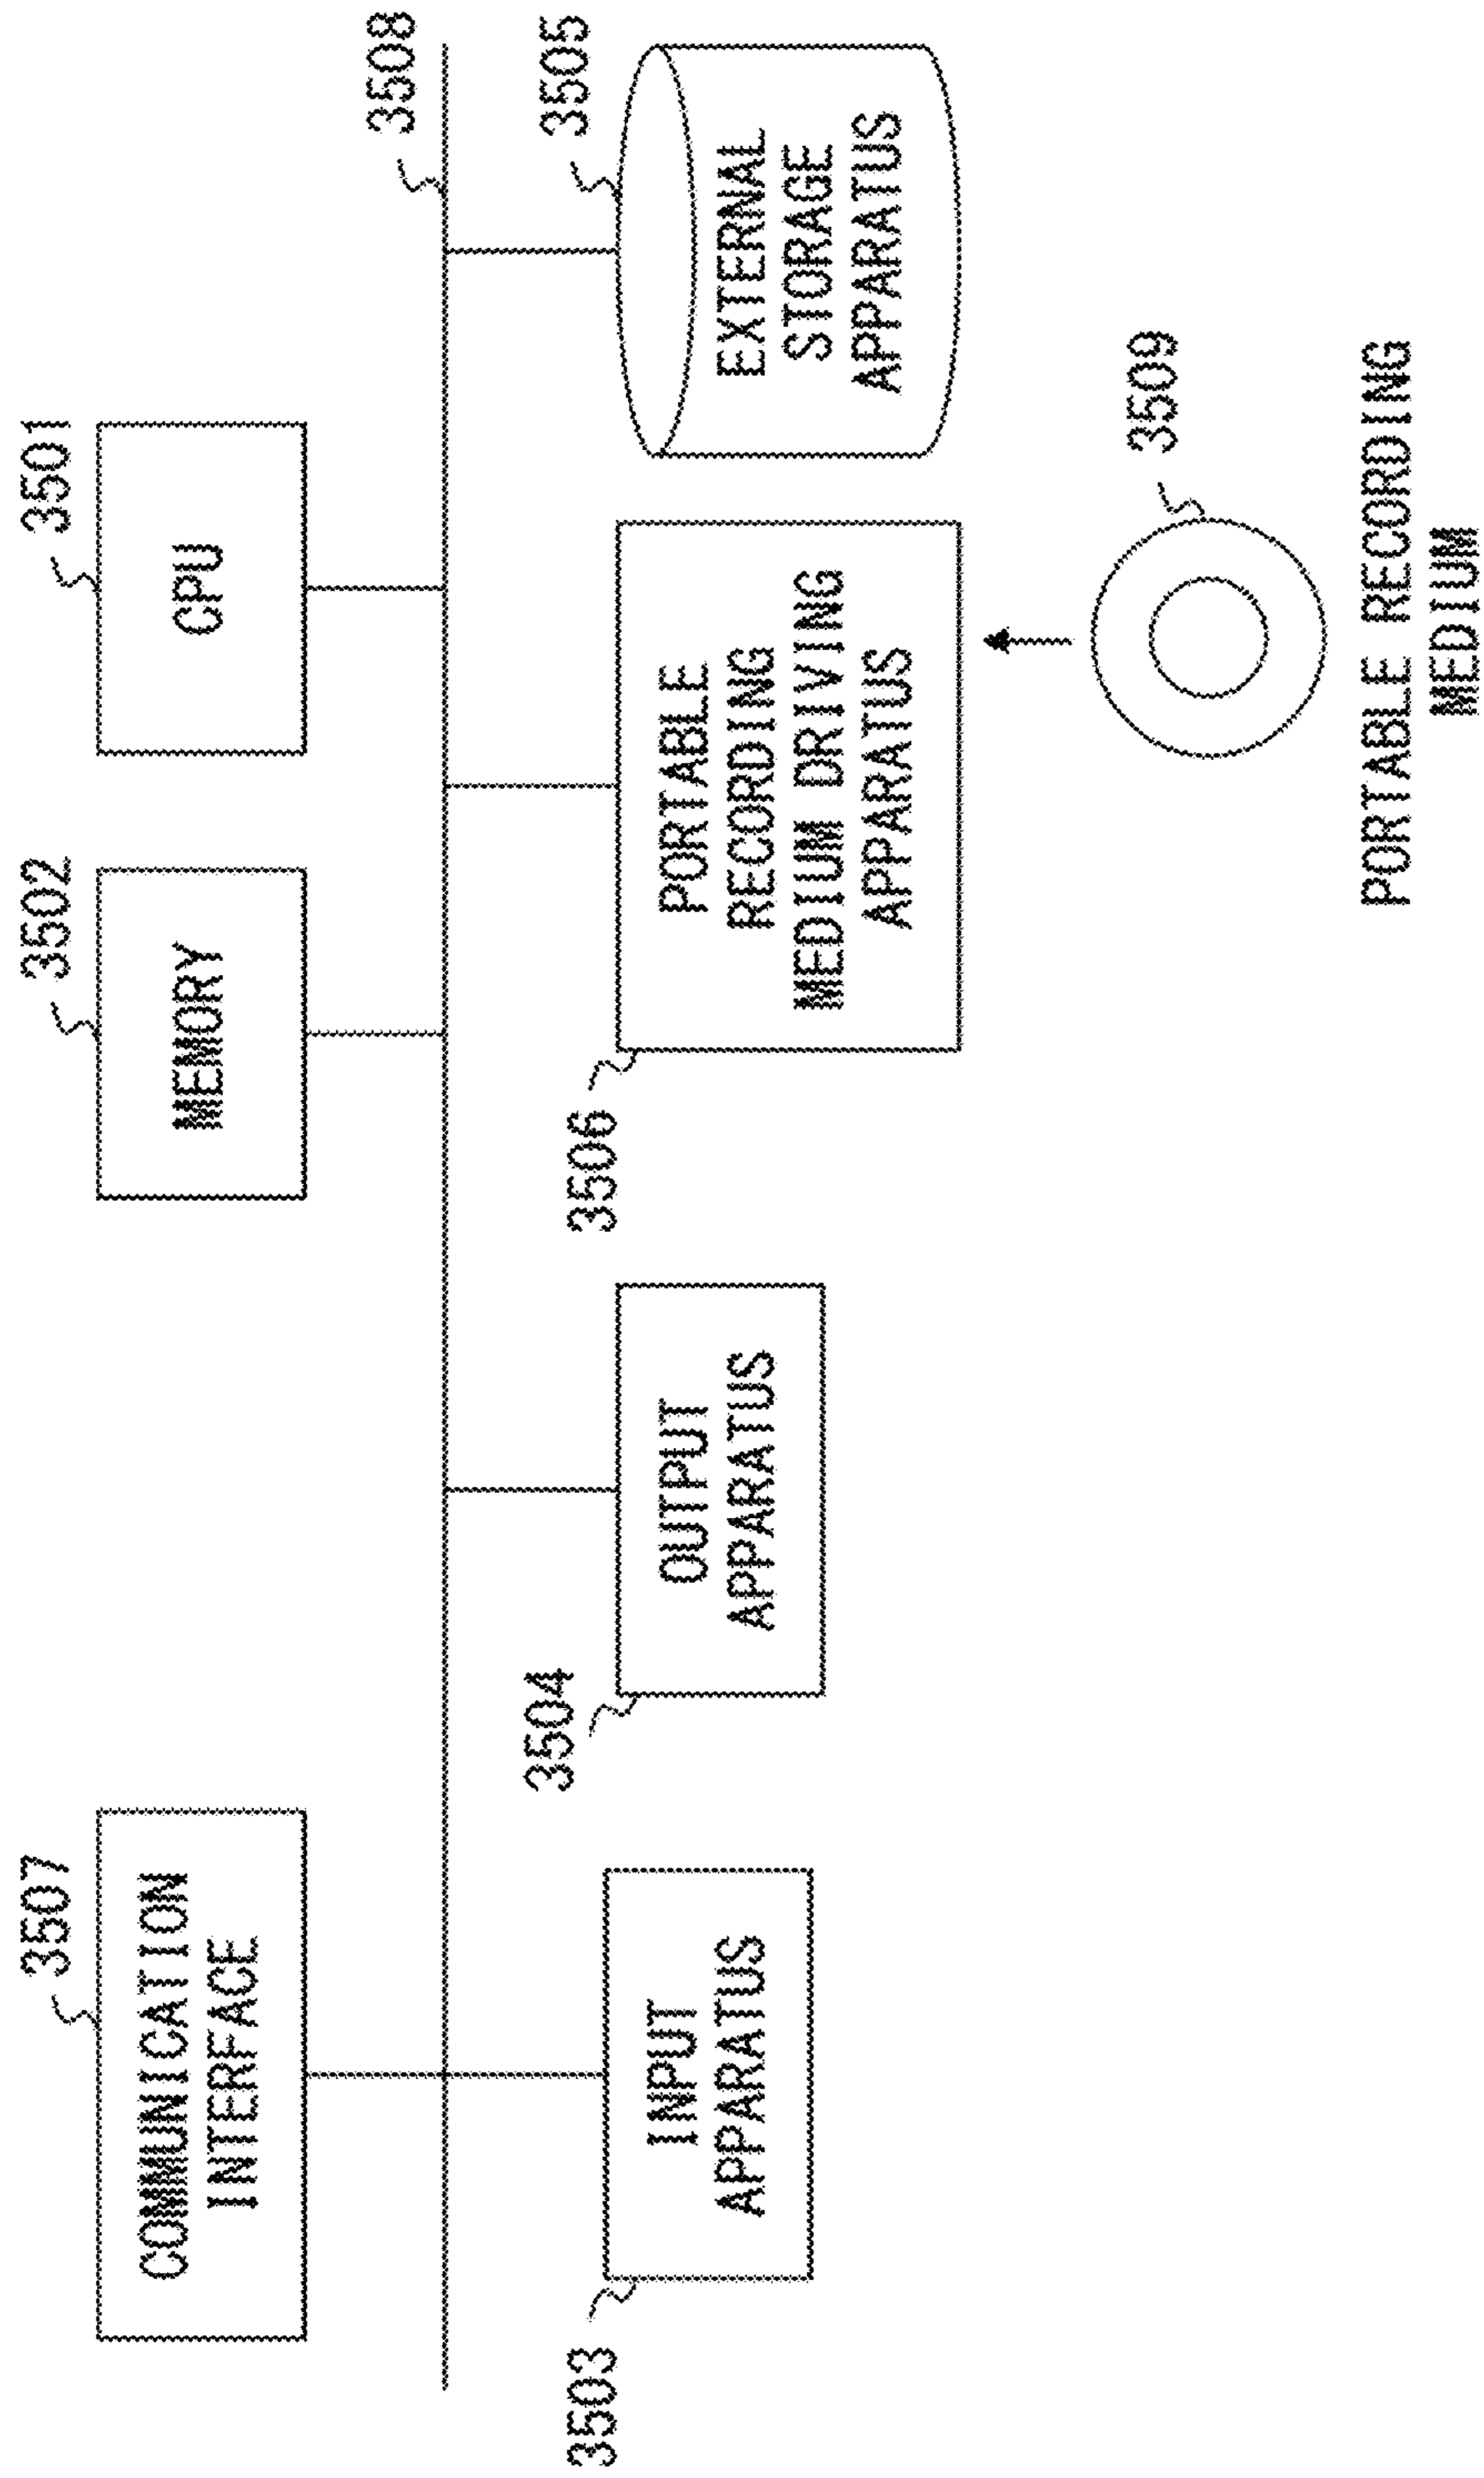 3507
COMMUNICATION
INTERFACE
3502
MEMORY
3501
CPU
3508
3503
INPUT
APPARATUS
3504
OUTPUT
APPARATUS
3506
PORTABLE
RECORDING
MEDIUM DRIVING
APPARATUS
3505
EXTERNAL
STORAGE
APPARATUS
3509
PORTABLE RECORDING
MEDIUM